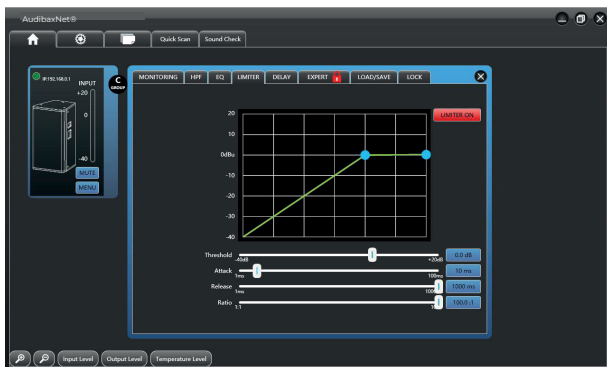 AudibaxNet®
Quick Scan Sound Check
IP:192.168.0.1
INPUT
+20
0
-40
MUTE
MENU
C
GROUP
MONITORING HPF EQ LIMITER DELAY EXPERT LOAD/SAVE LOCK
LIMITER ON
20
10
0dBu
-10
-20
-30
-40
Threshold -40dB +20dB 0.0 dB
Attack 1ms 100ms 10 ms
Release 1ms 1000 ms
Ratio 1:1 100.0 :1
Input Level Output Level Temperature Level